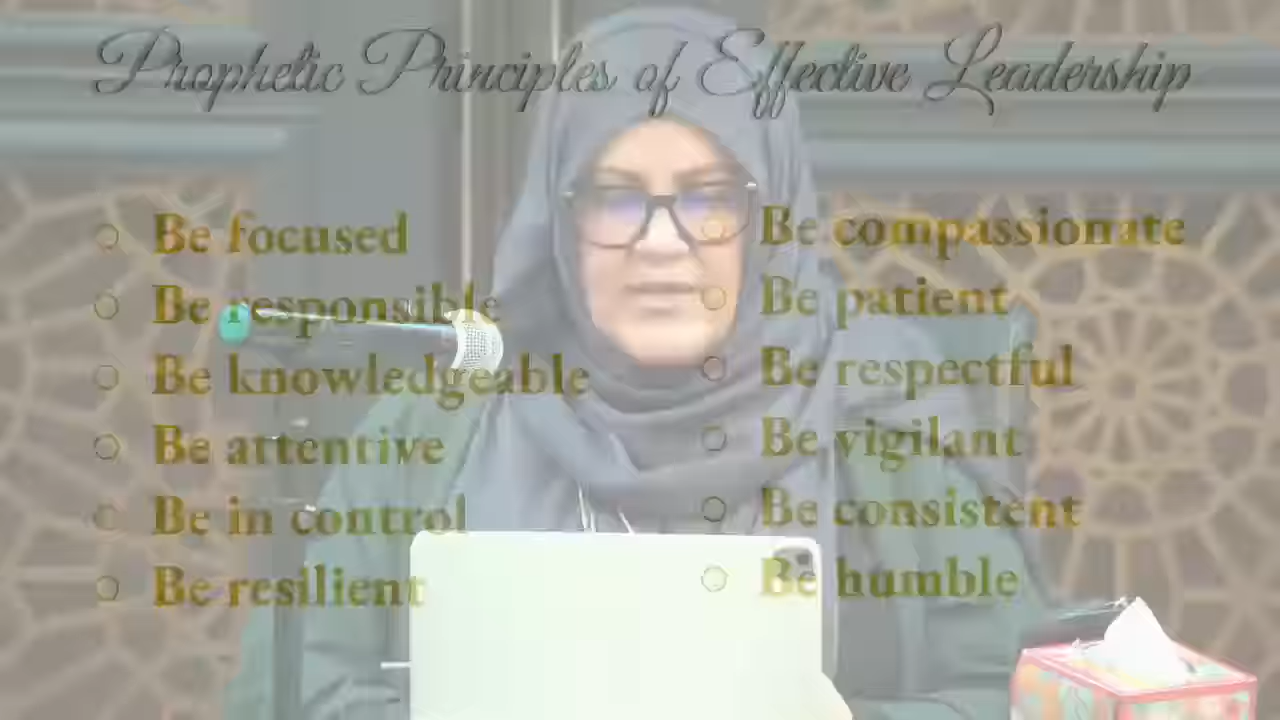 Prophetic Principles of Effective Leadership
Be focused
Be responsible
Be knowledgeable
Be attentive
Be in control
Be resilient
Be compassionate
Be patient
Be respectful
Be vigilant
Be consistent
Be humble